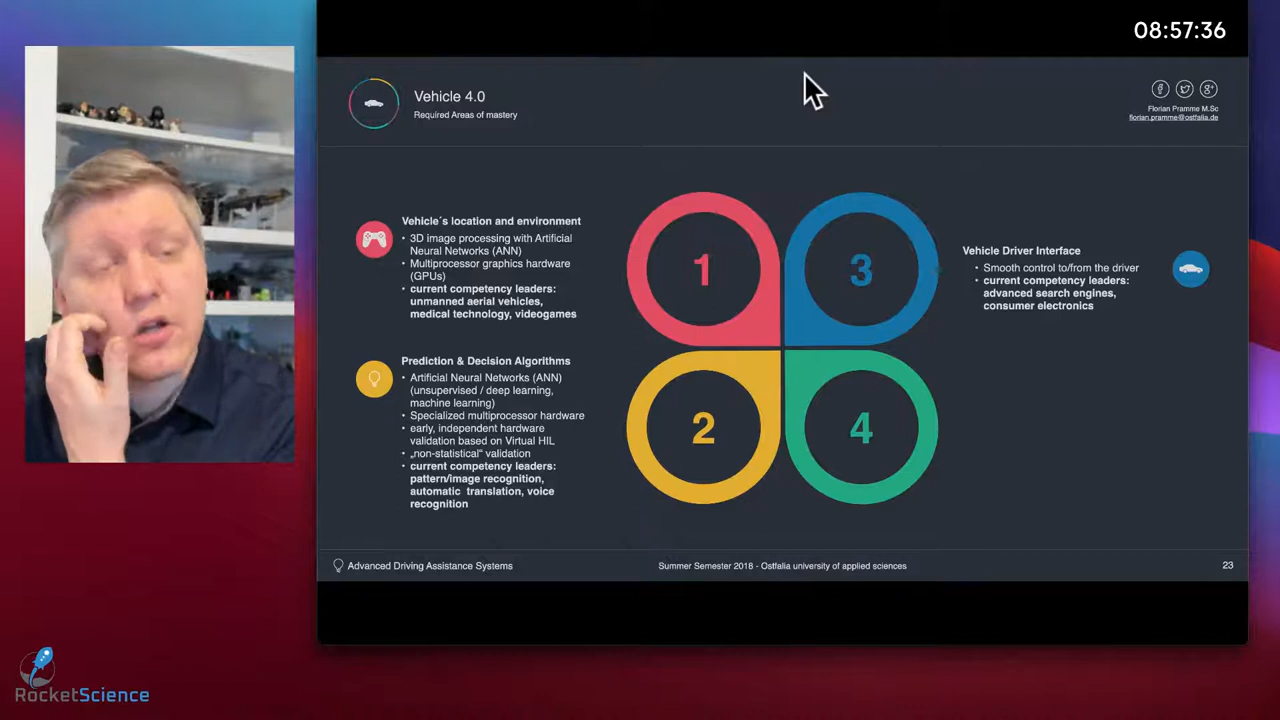 08:57:36
Vehicle 4.0
Required Areas of mastery
Florian Pramme M.Sc
florian.pramme@ostfalia.de
Vehicle´s location and environment
• 3D image processing with Artificial
Neural Networks (ANN)
• Multiprocessor graphics hardware
(GPUs)
• current competency leaders:
unmanned aerial vehicles,
medical technology, videogames
Prediction & Decision Algorithms
• Artificial Neural Networks (ANN)
(unsupervised / deep learning,
machine learning)
• Specialized multiprocessor hardware
• early, independent hardware
validation based on Virtual HIL
• „non-statistical“ validation
• current competency leaders:
pattern/image recognition,
automatic translation, voice
recognition
1
3
2
4
Vehicle Driver Interface
• Smooth control to/from the driver
• current competency leaders:
advanced search engines,
consumer electronics
Advanced Driving Assistance Systems
Summer Semester 2018 - Ostfalia university of applied sciences
23
RocketScience